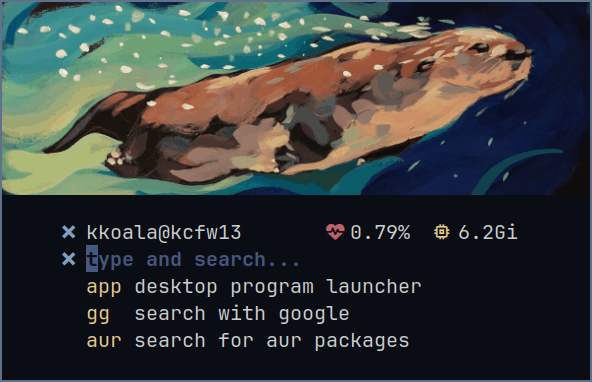 kkoala@kcfw13 0.79% 6.2Gi
type and search...
app desktop program launcher
gg search with google
aur search for aur packages